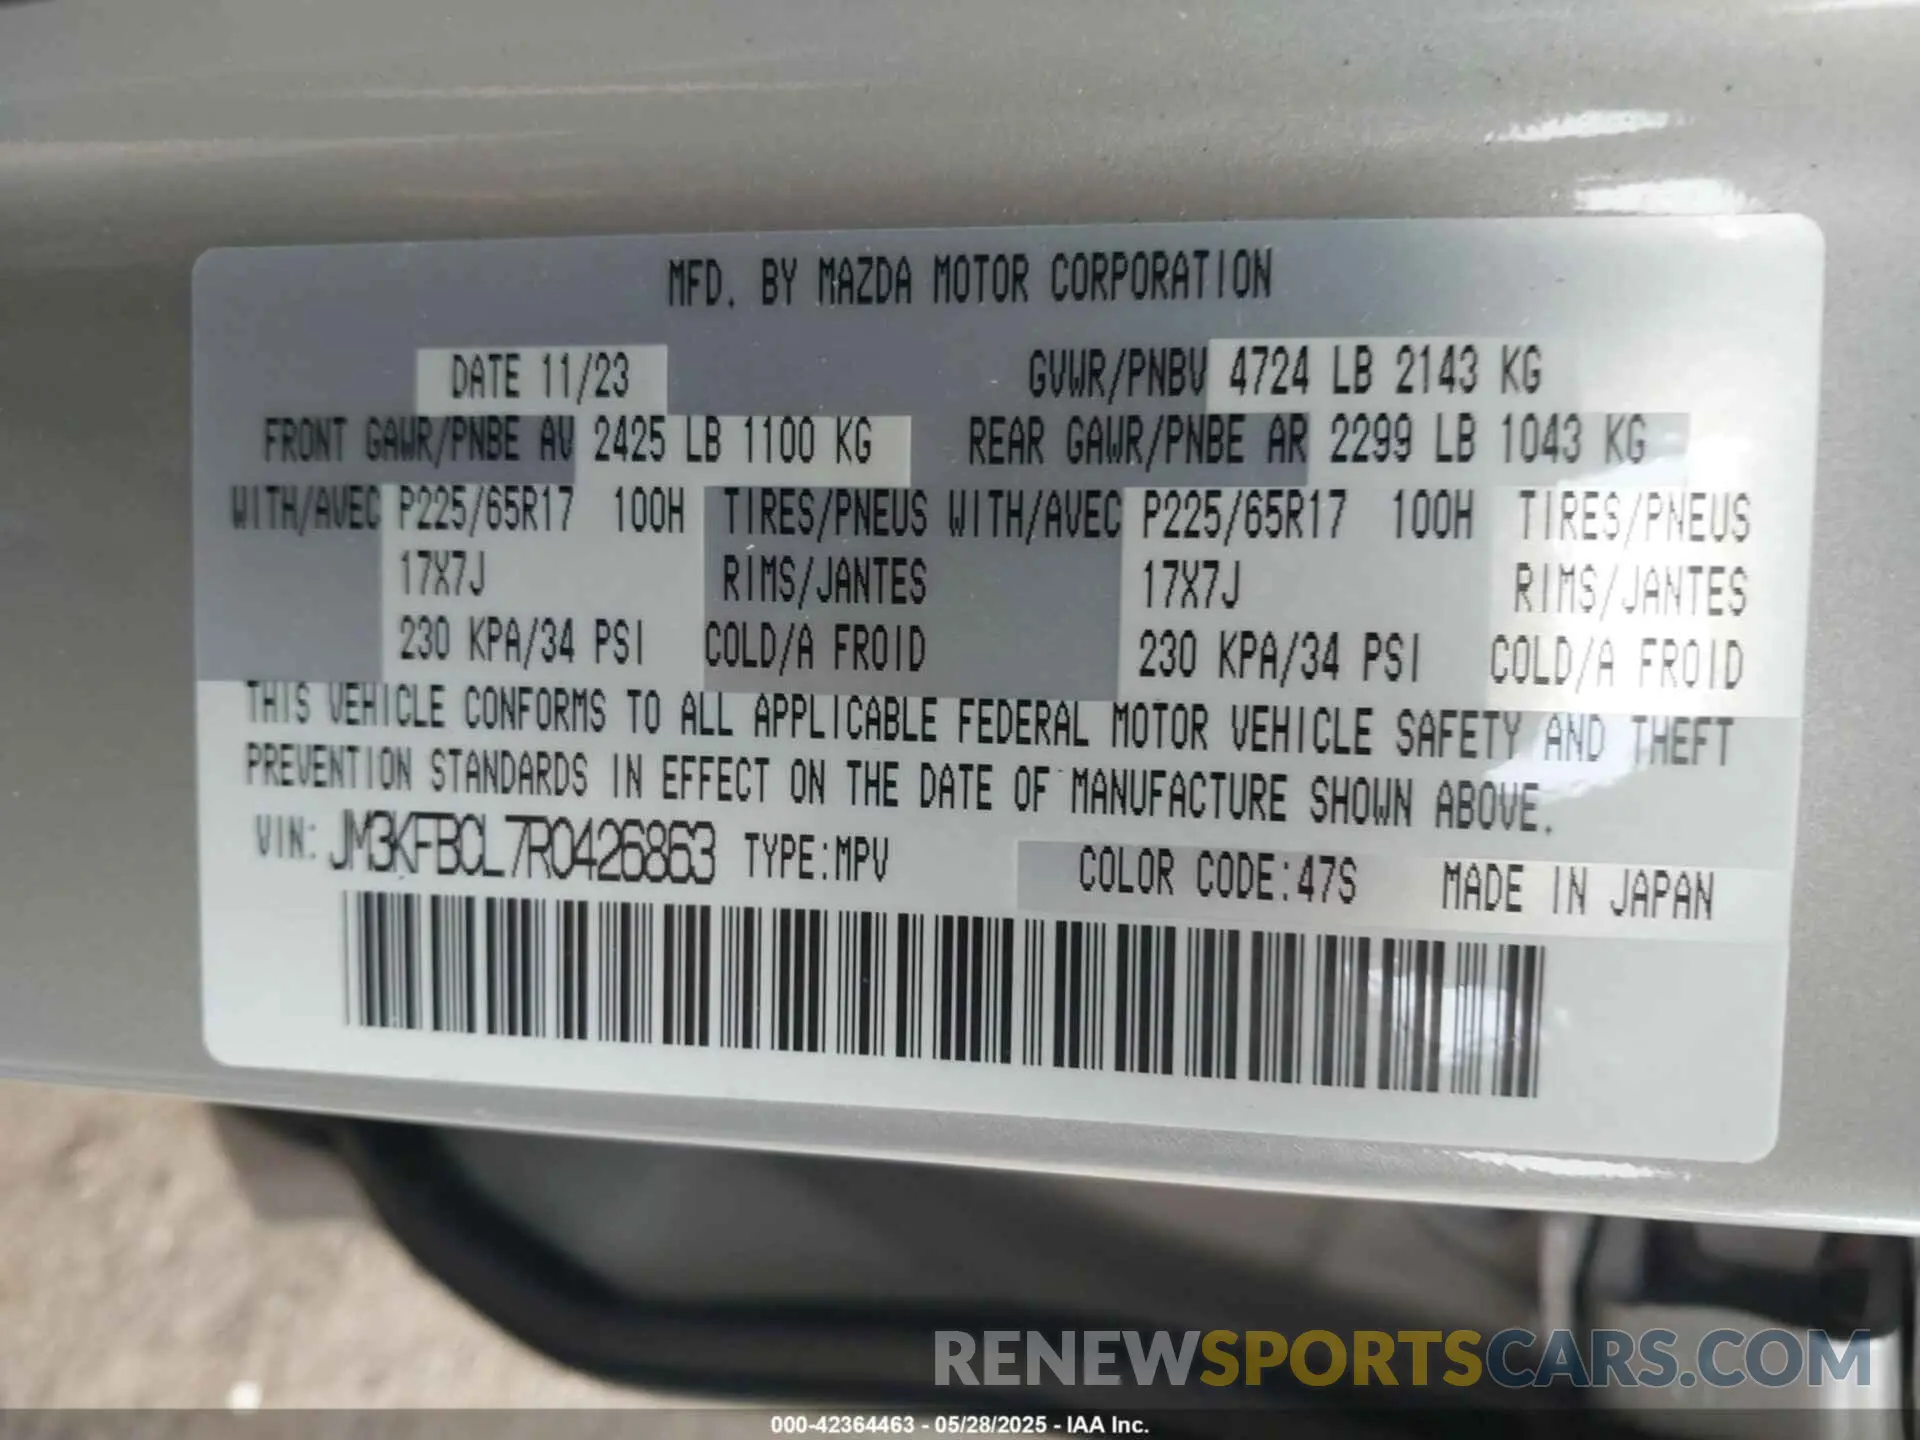 MFD. BY MAZDA MOTOR CORPORATION
DATE 11/23 GVWR/PNBV 4724 LB 2143 KG
FRONT GAWR/PNBE AV 2425 LB 1100 KG REAR GAWR/PNBE AR 2299 LB 1043 KG
WITH/AVEC P225/65R17 100H TIRES/PNEUS WITH/AVEC P225/65R17 100H TIRES/PNEUS
17X7J RIMS/JANTES 17X7J RIMS/JANTES
230 KPA/34 PSI COLD/A FROID 230 KPA/34 PSI COLD/A FROID
THIS VEHICLE CONFORMS TO ALL APPLICABLE FEDERAL MOTOR VEHICLE SAFETY AND THEFT
PREVENTION STANDARDS IN EFFECT ON THE DATE OF MANUFACTURE SHOWN ABOVE.
VIN: JM3KFBCL7R0426863 TYPE:MPV COLOR CODE:47S MADE IN JAPAN
RENEWSPORTSCARS.COM
000-42364463 - 05/28/2025 - IAA Inc.